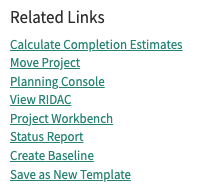 Related Links
Calculate Completion Estimates
Move Project
Planning Console
View RIDAC
Project Workbench
Status Report
Create Baseline
Save as New Template